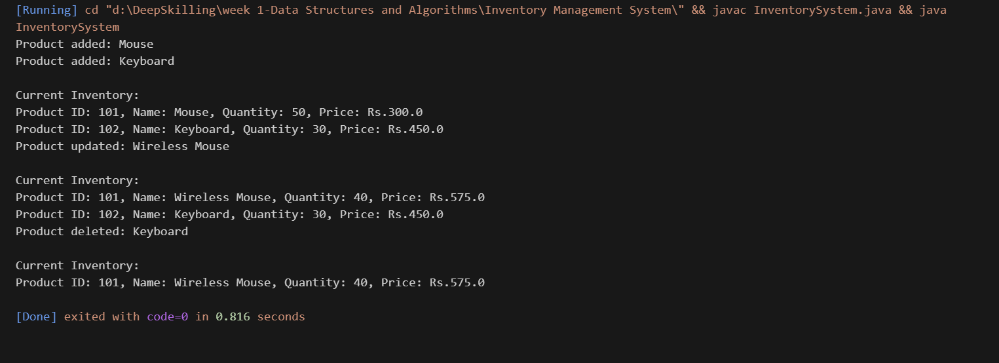 [Running] cd "d:\DeepSkilling\week 1-Data Structures and Algorithms\Inventory Management System\" && javac InventorySystem.java && java
InventorySystem
Product added: Mouse
Product added: Keyboard
Current Inventory:
Product ID: 101, Name: Mouse, Quantity: 50, Price: Rs.300.0
Product ID: 102, Name: Keyboard, Quantity: 30, Price: Rs.450.0
Product updated: Wireless Mouse
Current Inventory:
Product ID: 101, Name: Wireless Mouse, Quantity: 40, Price: Rs.575.0
Product ID: 102, Name: Keyboard, Quantity: 30, Price: Rs.450.0
Product deleted: Keyboard
Current Inventory:
Product ID: 101, Name: Wireless Mouse, Quantity: 40, Price: Rs.575.0
[Done] exited with code=0 in 0.816 seconds